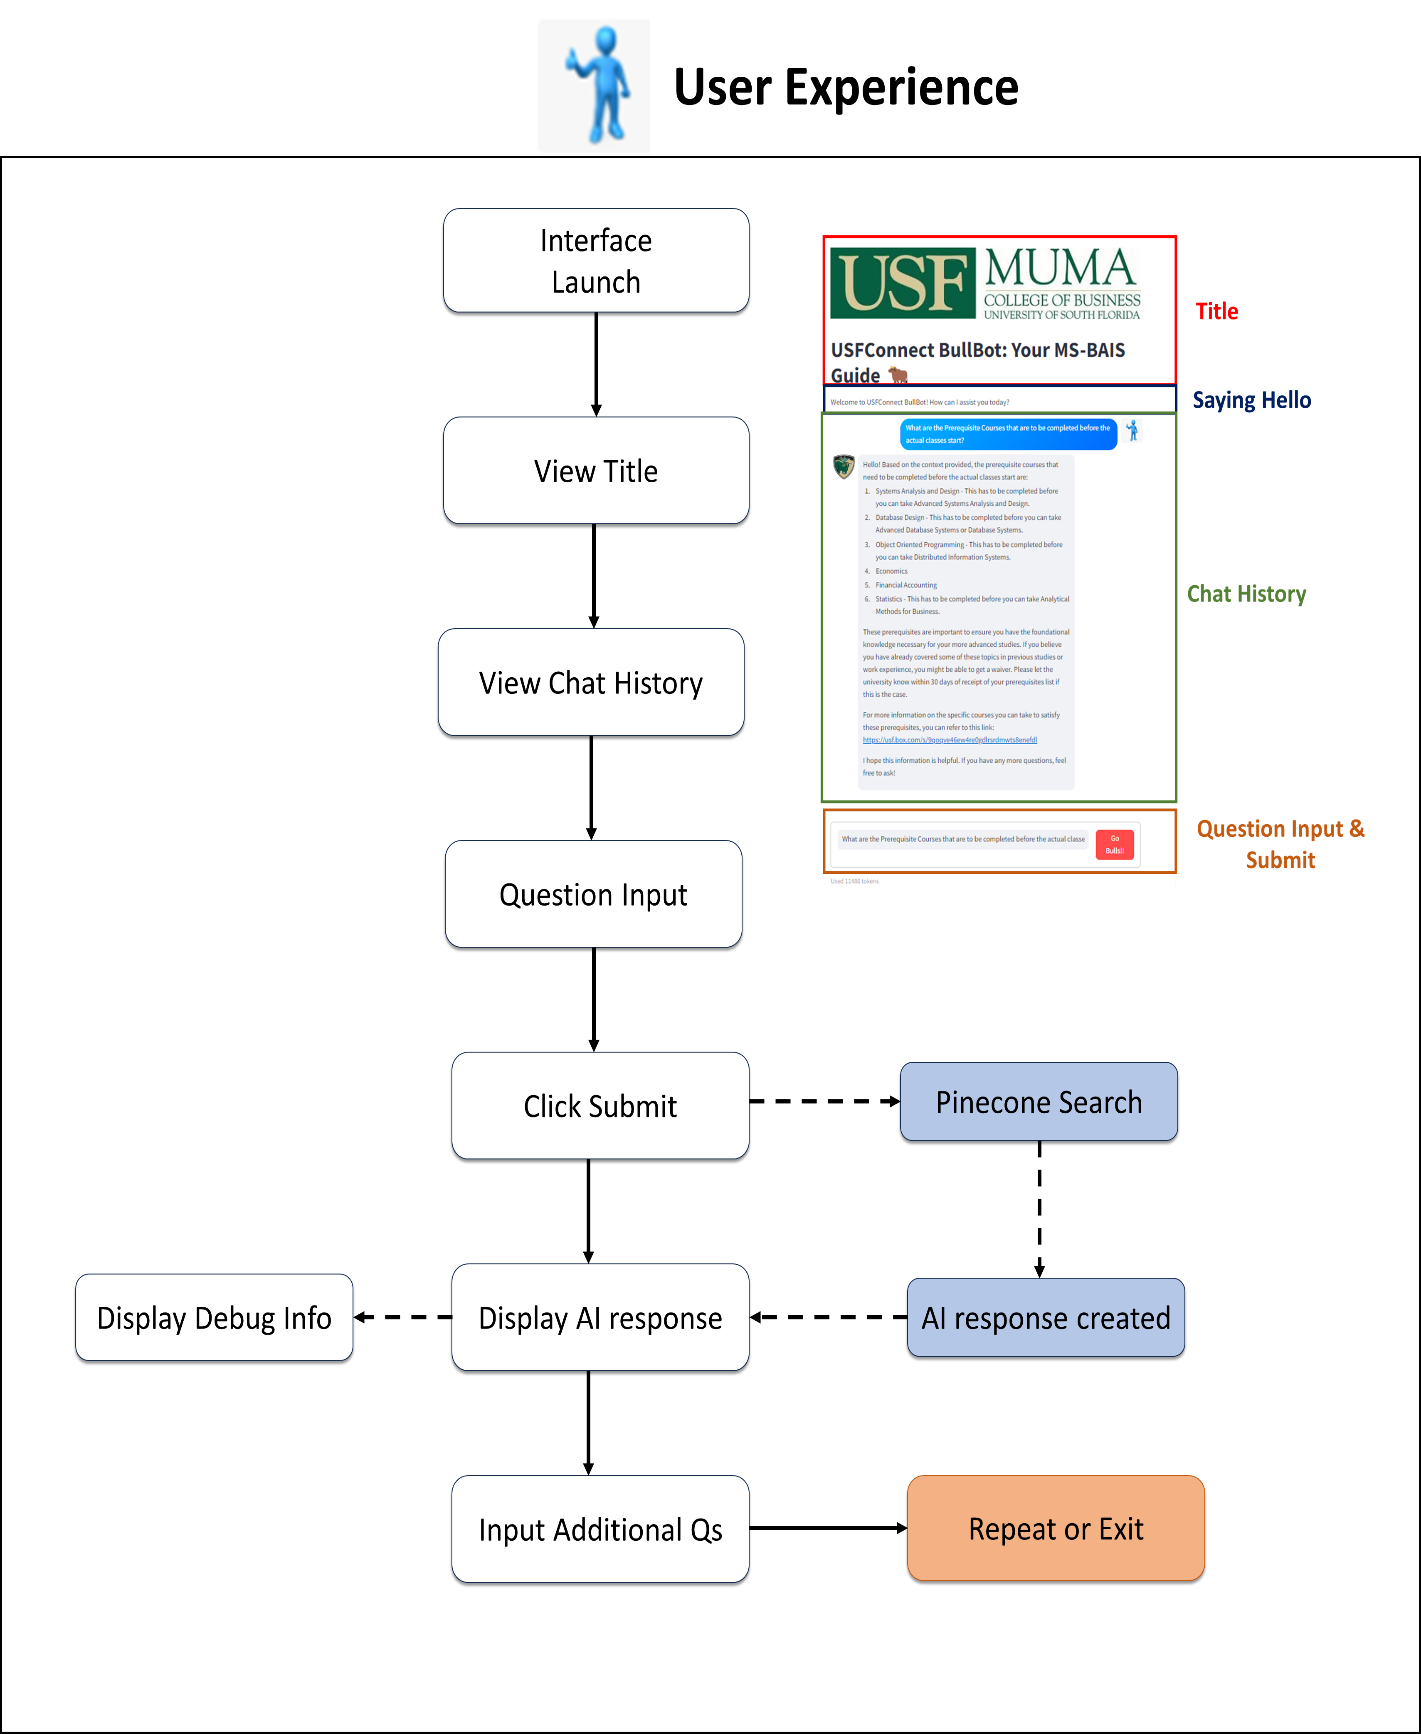 User Experience
Interface
Launch
View Title
View Chat History
Question Input
Click Submit
Pinecone Search
Display Debug Info
Display AI response
AI response created
Input Additional Qs
Repeat or Exit
USF
MUMA
COLLEGE OF BUSINESS
UNIVERSITY OF SOUTH FLORIDA
USFConnect BullBot: Your MS-BAIS
Guide
Title
Welcome to USFConnect BullBot! How can I assist you today?
Saying Hello
What are the Prerequisite Courses that are to be completed before the
actual classes start?
Hello! Based on the context provided, the prerequisite courses that
need to be completed before the actual classes start are:
1. Systems Analysis and Design - This has to be completed before
you can take Advanced Systems Analysis and Design.
2. Database Design - This has to be completed before you can take
Advanced Database Systems or Database Systems.
3. Object Oriented Programming - This has to be completed before
you can take Distributed Information Systems.
4. Economics
5. Financial Accounting
6. Statistics - This has to be completed before you can take Analytical
Methods for Business.
These prerequisites are important to ensure you have the foundational
knowledge necessary for your more advanced studies. If you believe
you have already covered some of these topics in previous studies or
work experience, you might be able to get a waiver. Please let the
university know within 30 days of receipt of your prerequisites list if
this is the case.
For more information on the specific courses you can take to satisfy
these prerequisites, you can refer to this link:
I hope this information is helpful. If you have any more questions, feel
free to ask!
Chat History
What are the Prerequisite Courses that are to be completed before the actual classe
Go
Bulls!!
Question Input &
Submit
Used 11486 tokens